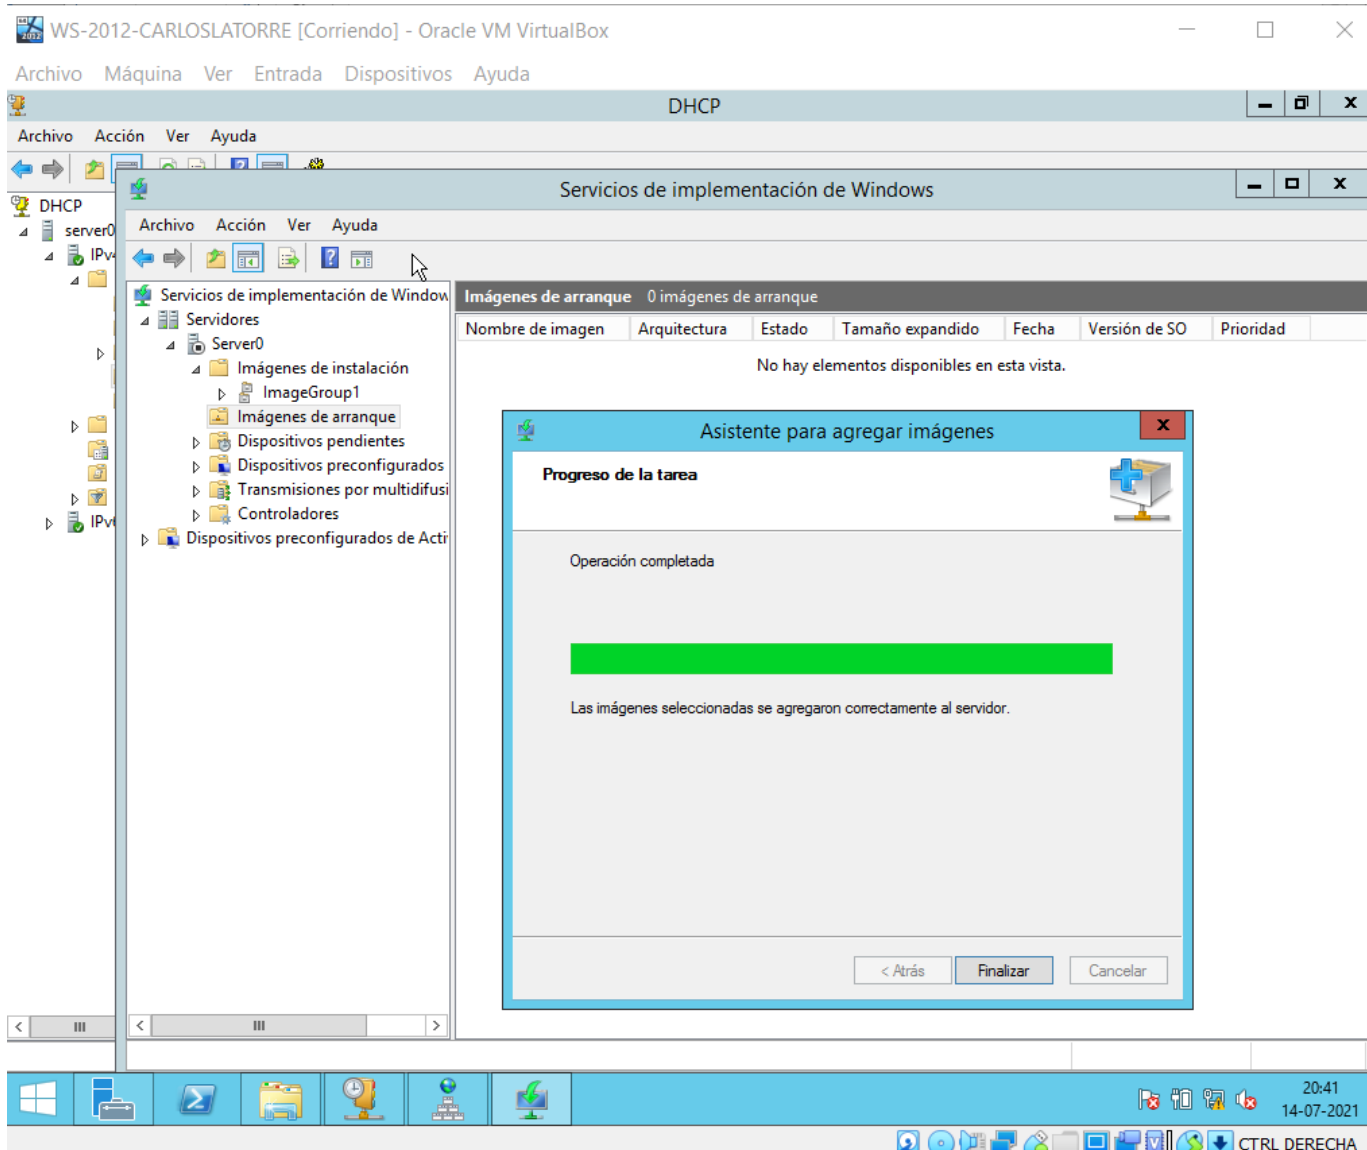 WS-2012-CARLOSLATORRE [Corriendo] - Oracle VM VirtualBox
Archivo Máquina Ver Entrada Dispositivos Ayuda
DHCP
Archivo Acción Ver Ayuda
Servicios de implementación de Windows
Archivo Acción Ver Ayuda
DHCP
server0
IPv4
IPv
Servicios de implementación de Window
Servidores
Server0
Imágenes de instalación
ImageGroup1
Imágenes de arranque
Dispositivos pendientes
Dispositivos preconfigurados
Transmisiones por multidifusi
Controladores
Dispositivos preconfigurados de Acti
Imágenes de arranque 0 imágenes de arranque
Nombre de imagen Arquitectura Estado Tamaño expandido Fecha Versión de SO Prioridad
No hay elementos disponibles en esta vista.
Asistente para agregar imágenes
Progreso de la tarea
Operación completada
Las imágenes seleccionadas se agregaron correctamente al servidor.
< Atrás Finalizar Cancelar
20:41
14-07-2021
CTRL DERECHA